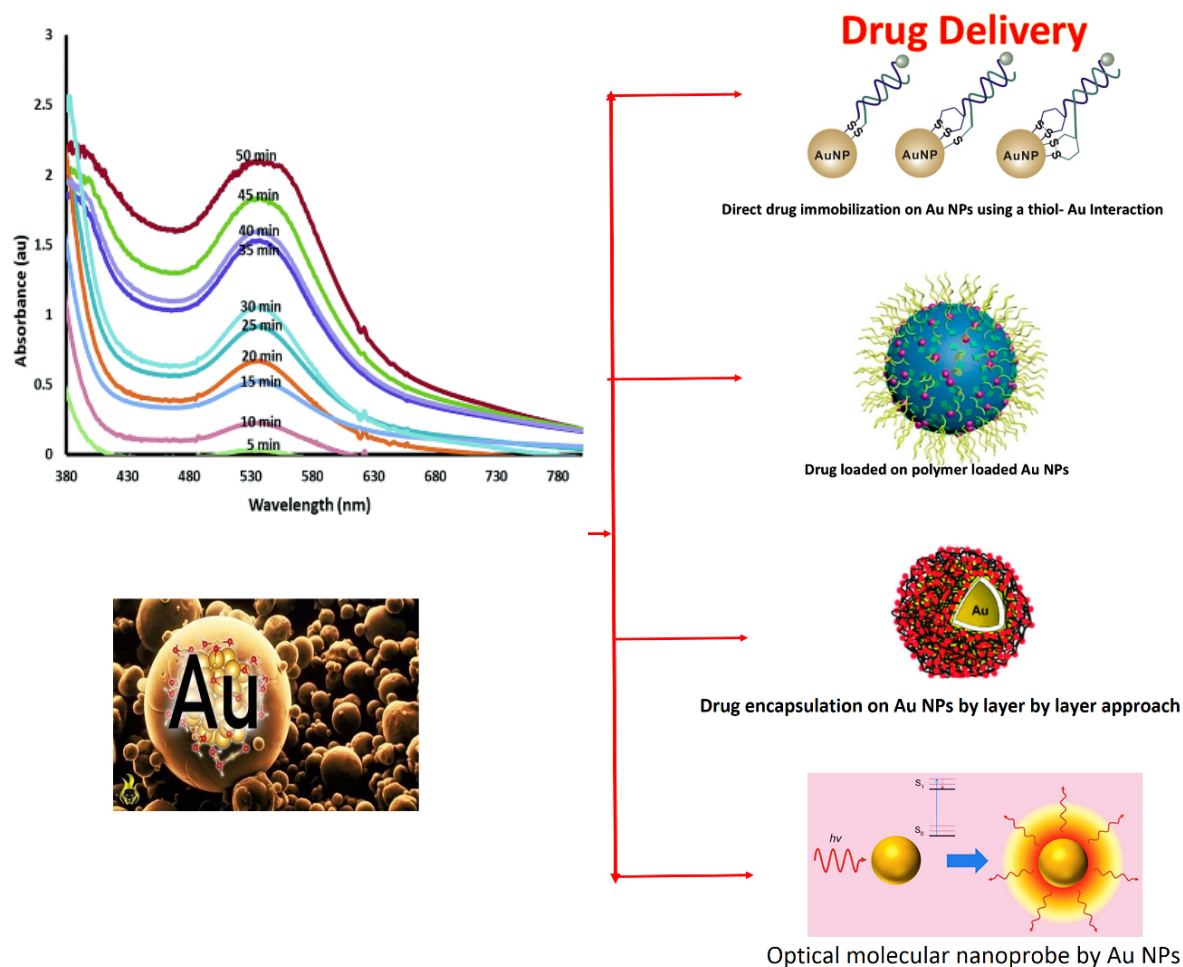 3
2.5
2
1.5
1
0.5
0
Absorbance (au)
380 430 480 530 580 630 680 730 780
Wavelength (nm)
50 min
45 min
40 min
35 min
30 min
25 min
20 min
15 min
10 min
5 min
Au
Drug Delivery
S S S S S S S S S
AuNP AuNP AuNP
Direct drug immobilization on Au NPs using a thiol- Au Interaction
Drug loaded on polymer loaded Au NPs
Au
Drug encapsulation on Au NPs by layer by layer approach
S1
S0
hν
Optical molecular nanoprobe by Au NPs